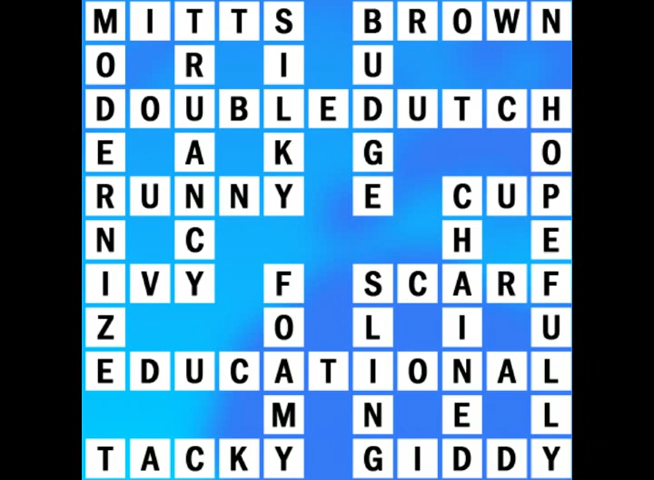 MITTS BROWN
O R I U
DOUBLEDUTCH
E A K G O
RUNNY E CUP
N C H E
IVY F SCARF
Z O L I U
EDUCATIONAL
M N E L
TACKY GIDDY